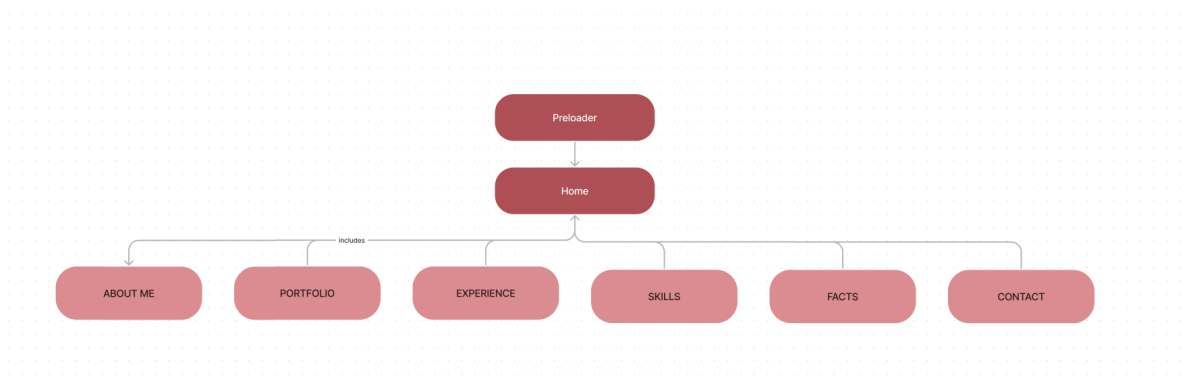 Preloader
Home
includes
ABOUT ME
PORTFOLIO
EXPERIENCE
SKILLS
FACTS
CONTACT